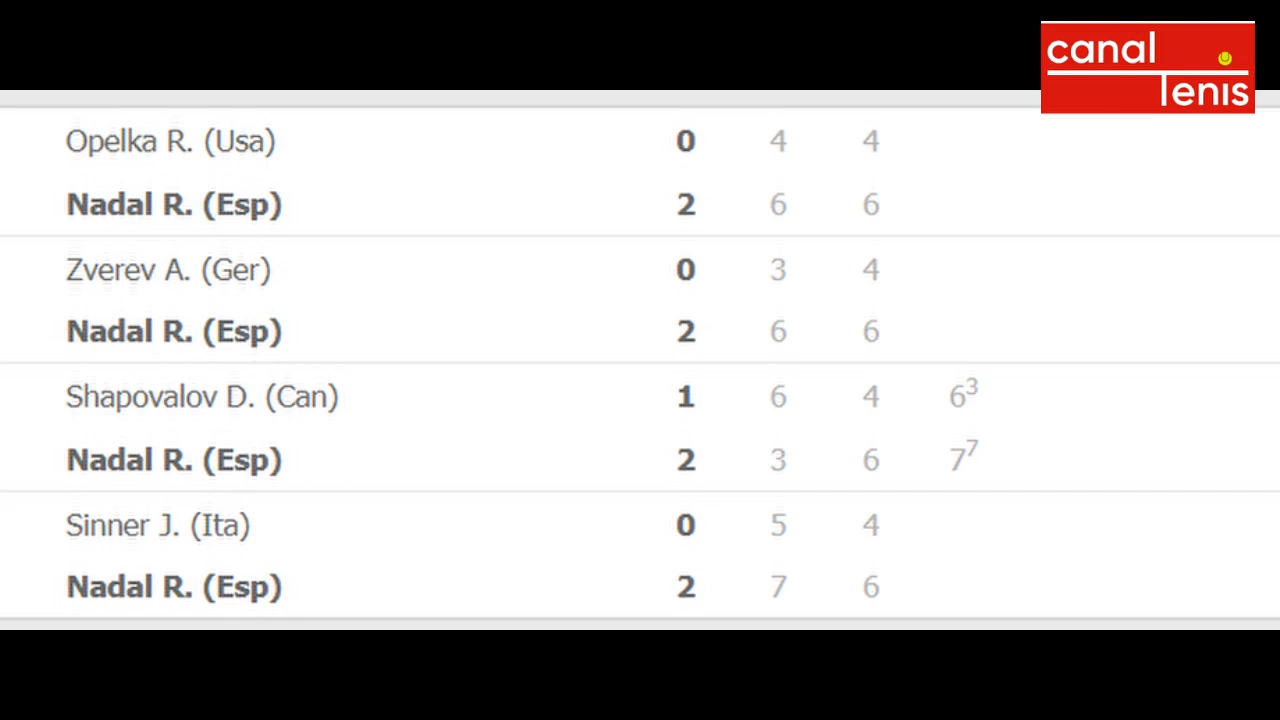 canal
Tenis
Opelka R. (Usa) 0 4 4
Nadal R. (Esp) 2 6 6
Zverev A. (Ger) 0 3 4
Nadal R. (Esp) 2 6 6
Shapovalov D. (Can) 1 6 4 6³
Nadal R. (Esp) 2 3 6 7⁷
Sinner J. (Ita) 0 5 4
Nadal R. (Esp) 2 7 6